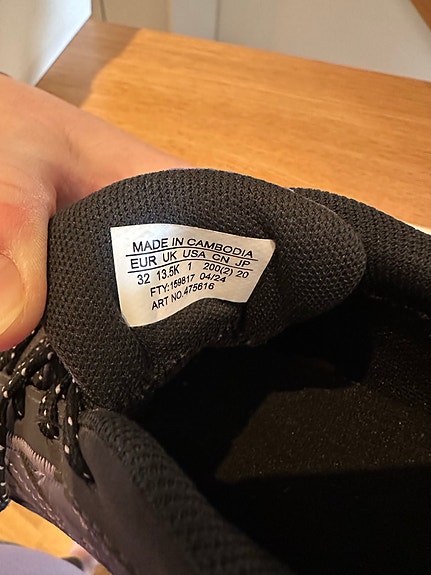 MADE IN CAMBODIA
EUR UK USA CN JP
32 13.5K 1 200(2) 20
FTY:159817 04/24
ART NO.475616